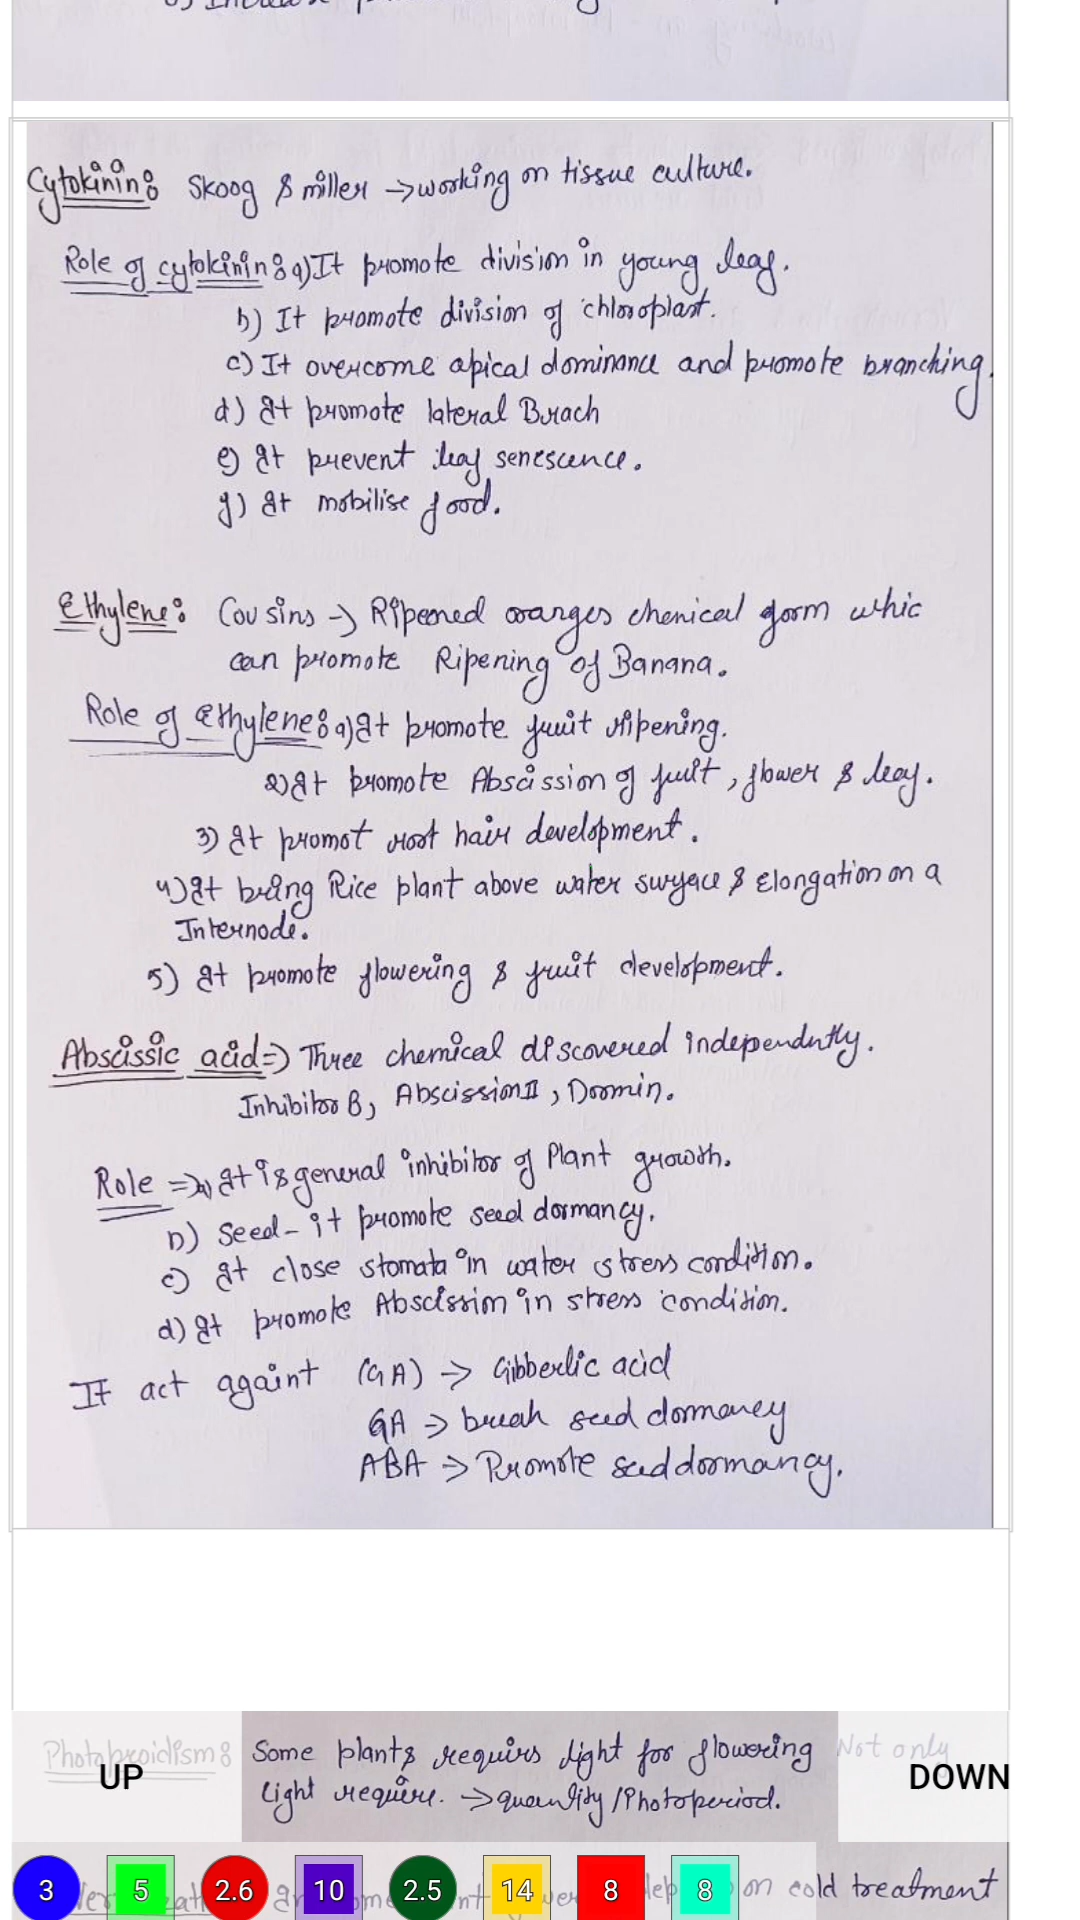 Cytokinin: Skoog & miller → working on tissue culture.
Role of cytokinin: a) It promote division in young leaf.
b) It promote division of chloroplast.
c) It overcome apical dominance and promote branching.
d) It promote lateral Brach
e) It prevent leaf senescence.
f) It mobilise food.
Ethylene: Cousins → Ripened oranges chemical form whic
can promote Ripening of Banana.
Role of Ethylene: a) It promote fruit ripening.
2) It promote Abscission of fruit, flower & leaf.
3) It promot root hair development.
4) It bring Rice plant above water surface & Elongation on a
Internode.
5) It promote flowering & fruit development.
Abscissic acid ⇒ Three chemical discovered independntly.
Inhibitor B, Abscission II, Dormin.
Role ⇒ a) It is general inhibitor of Plant growth.
b) Seed - it promote seed dormancy.
c) It close stomata in water stress condition.
d) It promote Abscission in stress condition.
It act againt (GA) → Gibberlic acid
GA → break seed dormancy
ABA → Promote seed dormancy.
Photoproidism: Some plants requirs light for flowering Not only
UP
DOWN
light require. → quantity / Photoperiod.
3 5 2.6 10 2.5 14 8 8
on cold treatment